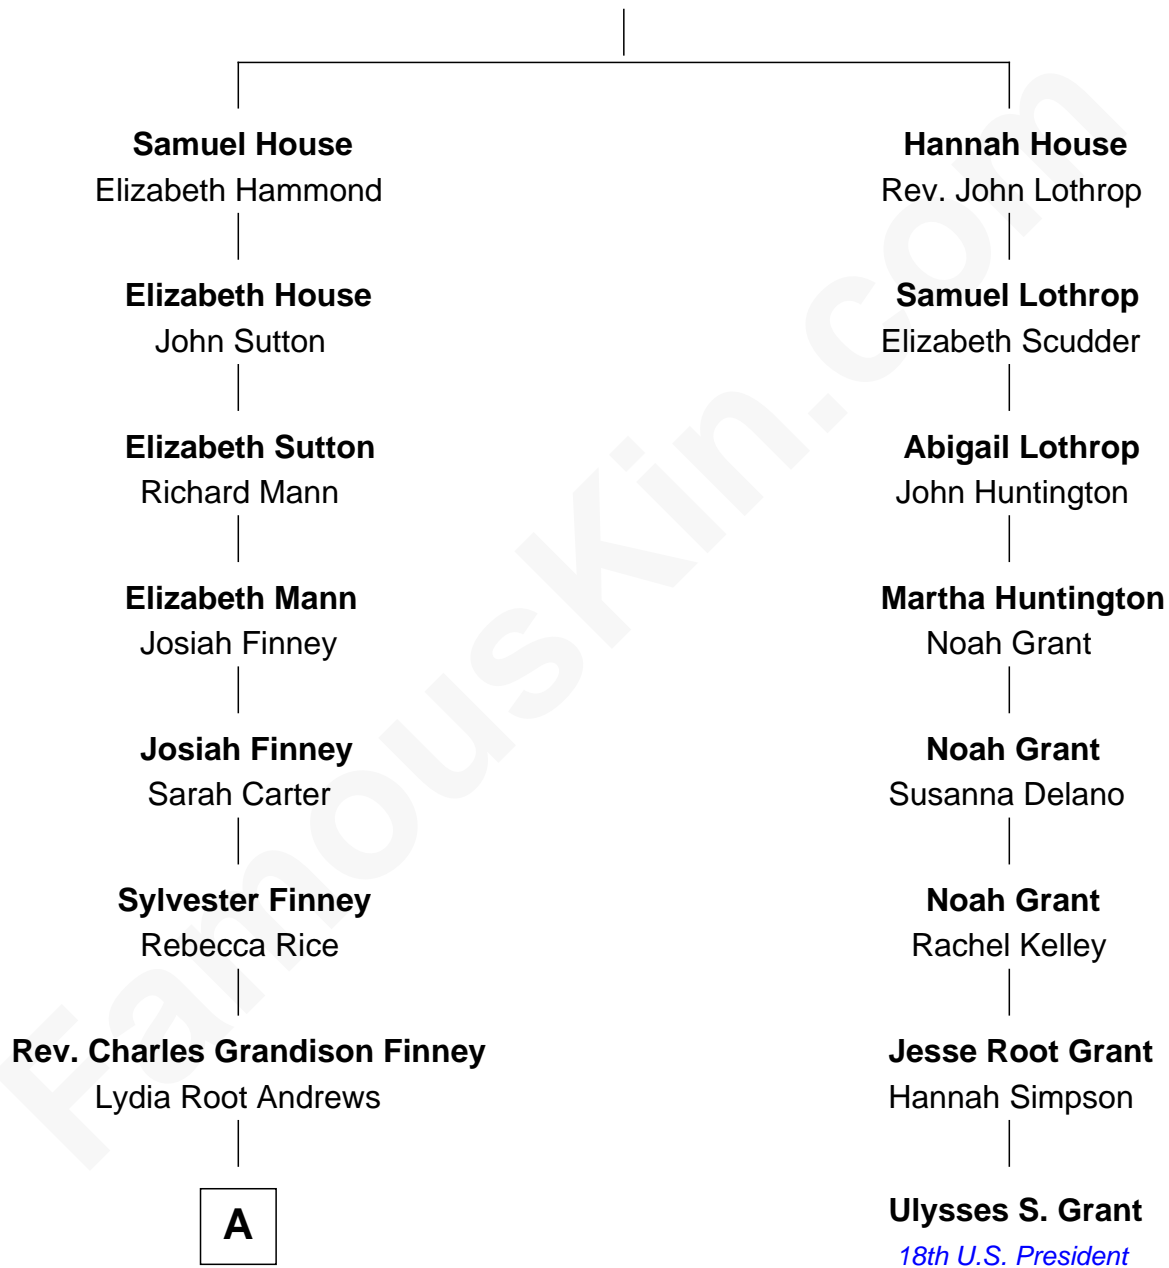 Samuel House
Elizabeth Hammond
Elizabeth House
John Sutton
Elizabeth Sutton
Richard Mann
Elizabeth Mann
Josiah Finney
Josiah Finney
Sarah Carter
Sylvester Finney
Rebecca Rice
Rev. Charles Grandison Finney
Lydia Root Andrews
A
Hannah House
Rev. John Lothrop
Samuel Lothrop
Elizabeth Scudder
Abigail Lothrop
John Huntington
Martha Huntington
Noah Grant
Noah Grant
Susanna Delano
Noah Grant
Rachel Kelley
Jesse Root Grant
Hannah Simpson
Ulysses S. Grant
18th U.S. President
FamousKin.com